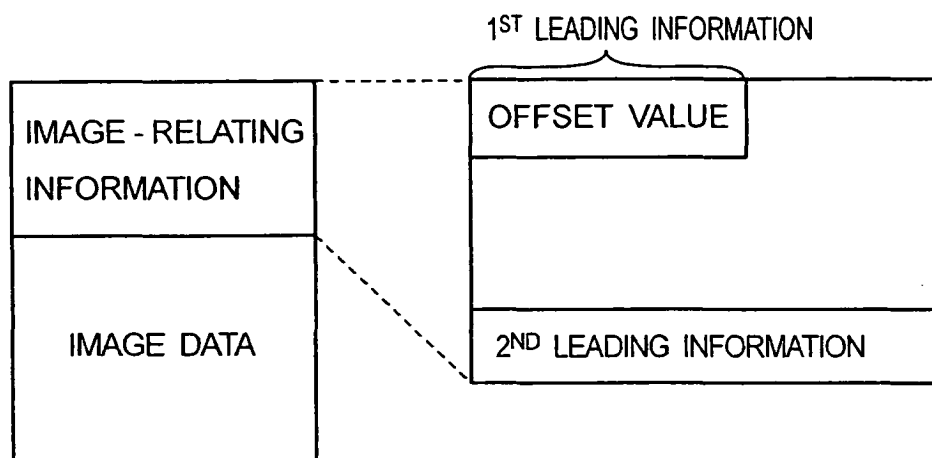 1ST LEADING INFORMATION
IMAGE - RELATING
INFORMATION
OFFSET VALUE
IMAGE DATA
2ND LEADING INFORMATION